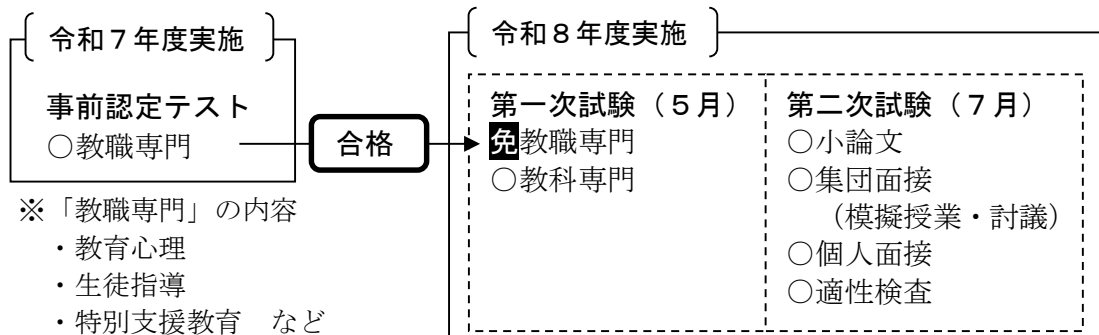 令和7年度実施
事前認定テスト
○教職専門
※「教職専門」の内容
・教育心理
・生徒指導
・特別支援教育　など
合格
令和8年度実施
第一次試験（5月）
免教職専門
○教科専門
第二次試験（7月）
○小論文
○集団面接
（模擬授業・討議）
○個人面接
○適性検査